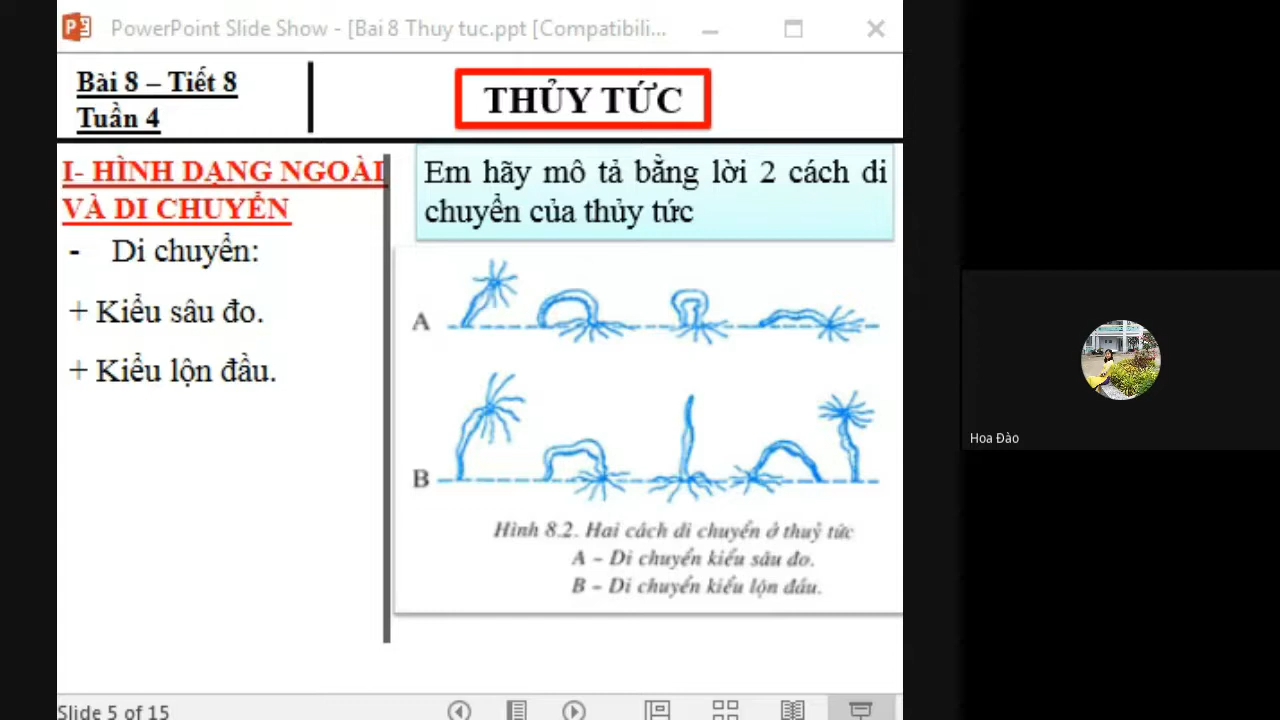 PowerPoint Slide Show - [Bai 8 Thuy tuc.ppt [Compatibili...
Bài 8 – Tiết 8
Tuần 4
THỦY TỨC
I- HÌNH DẠNG NGOÀI
VÀ DI CHUYỂN
- Di chuyển:
+ Kiểu sâu đo.
+ Kiểu lộn đầu.
Em hãy mô tả bằng lời 2 cách di
chuyển của thủy tức
A
B
Hình 8.2. Hai cách di chuyển ở thuỷ tức
A – Di chuyển kiểu sâu đo.
B – Di chuyển kiểu lộn đầu.
Hoa Đào
Slide 5 of 15